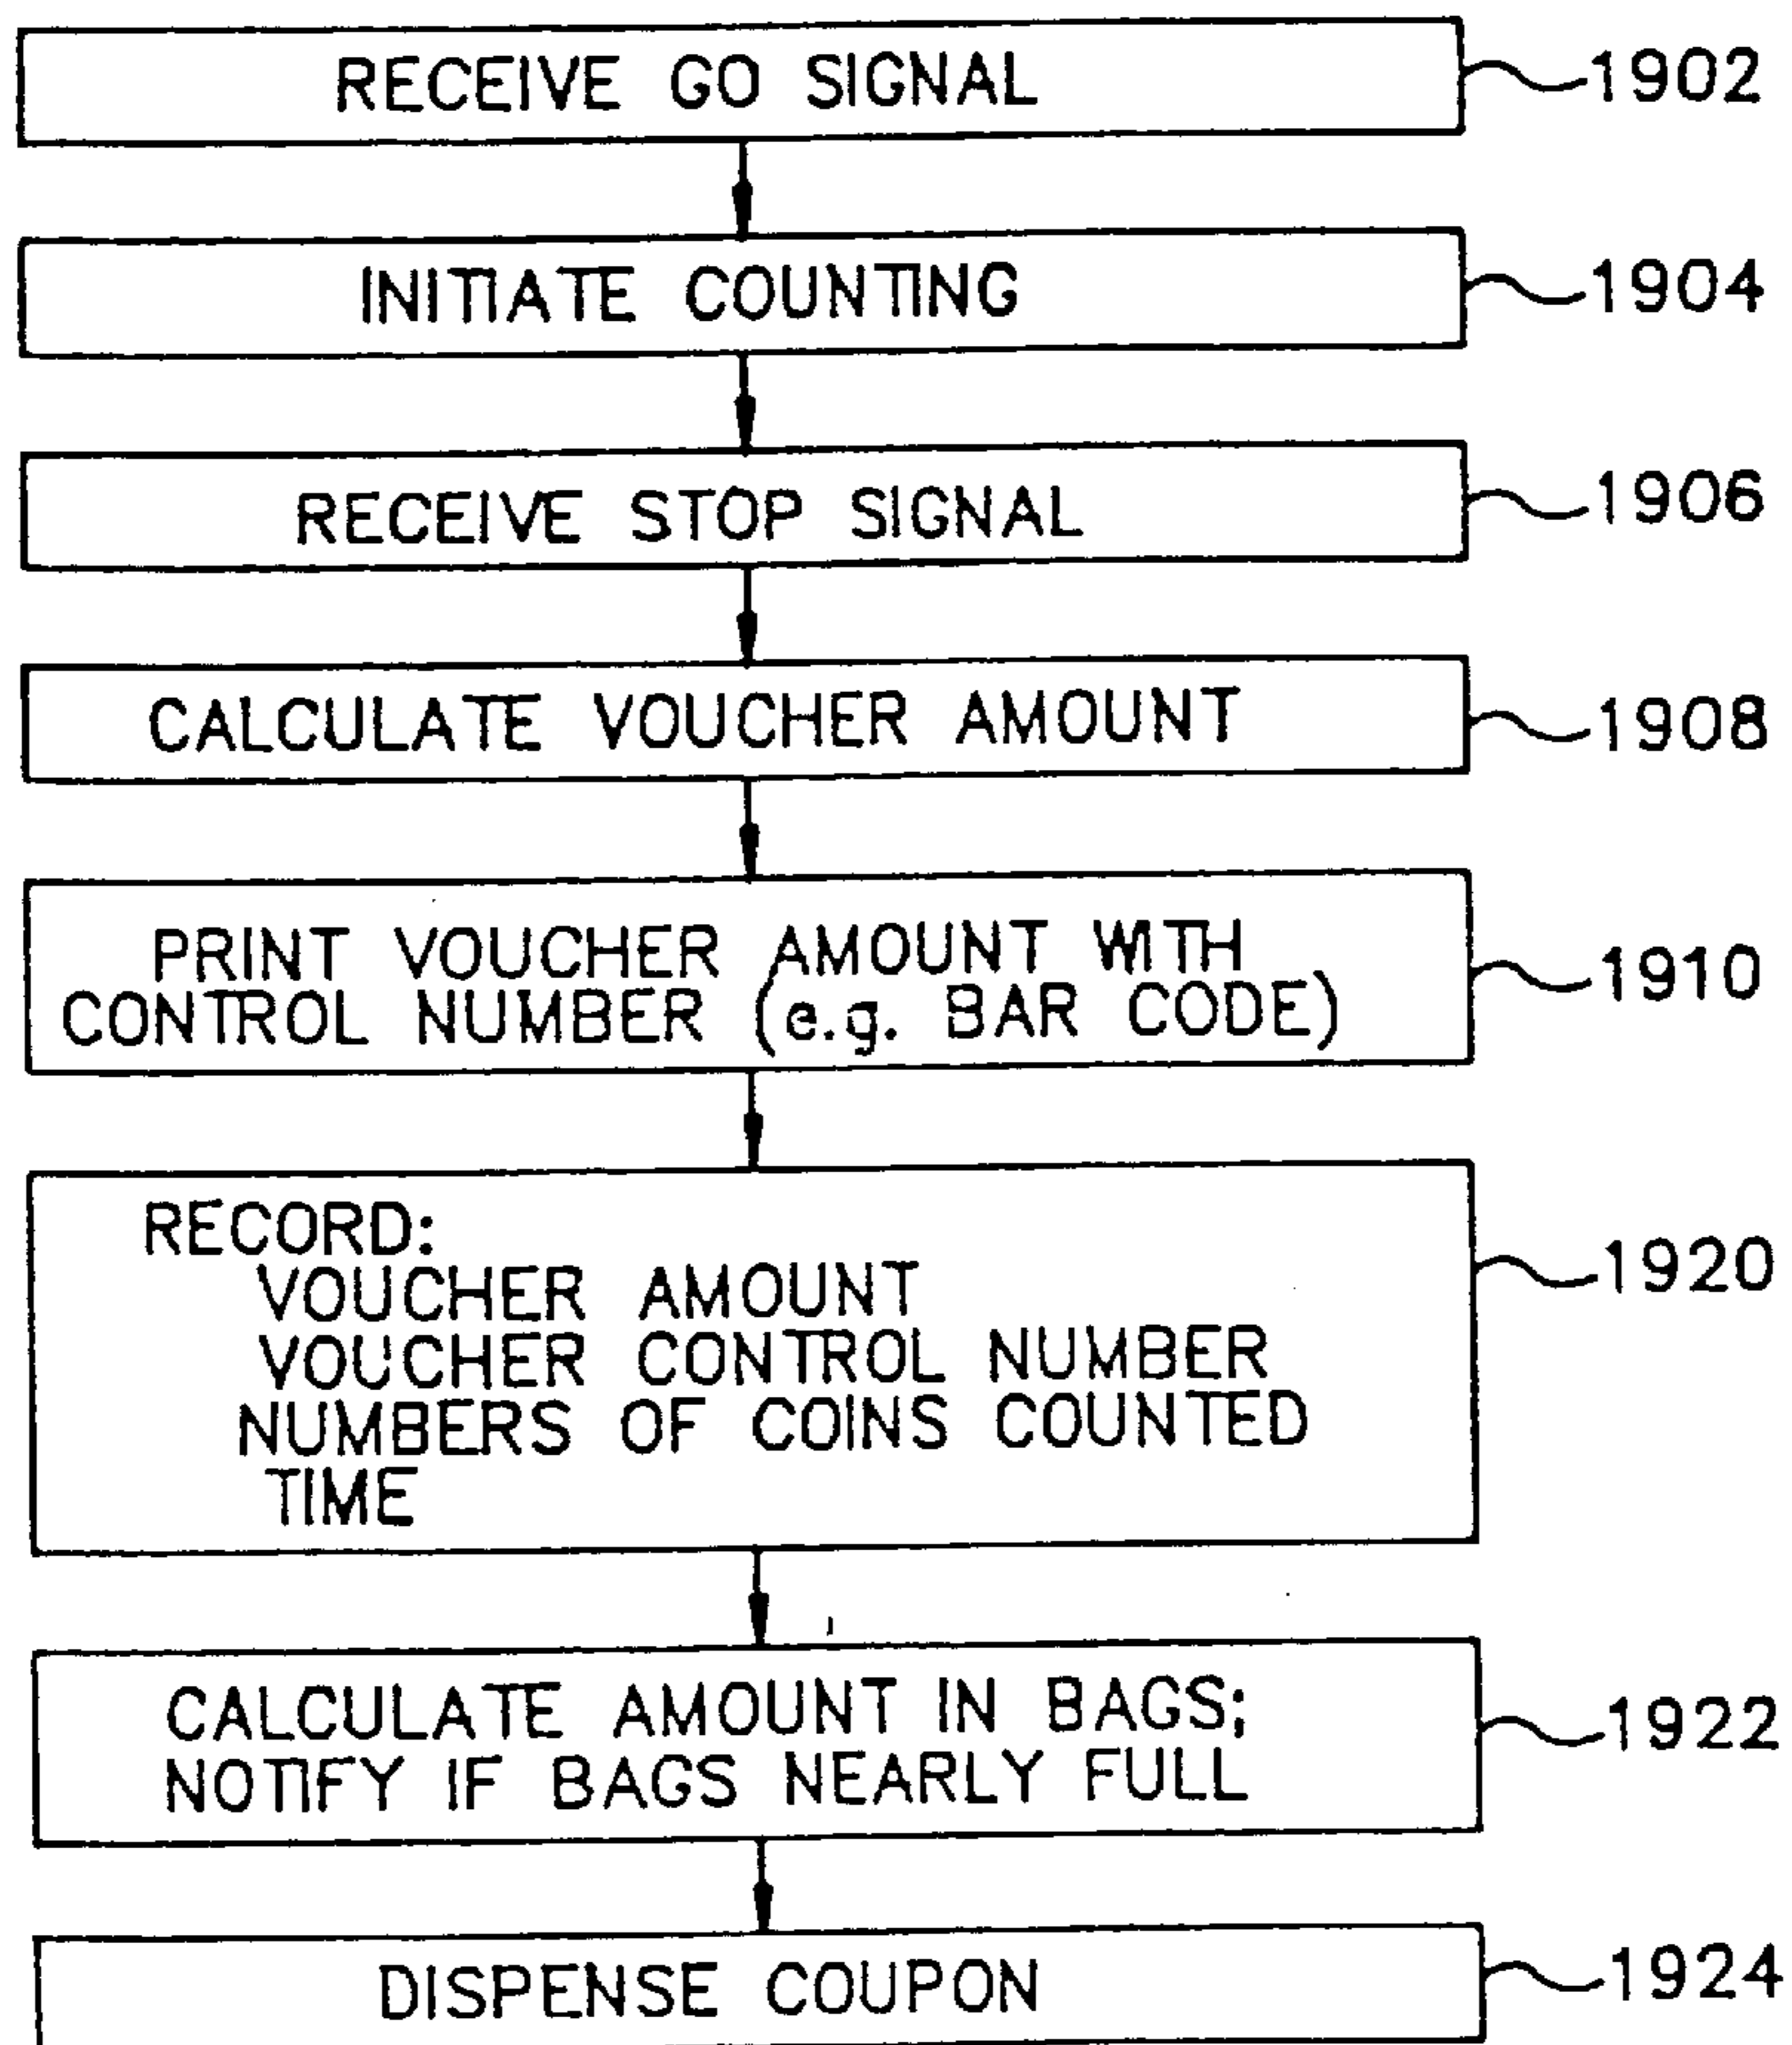 RECEIVE GO SIGNAL 1902
INITIATE COUNTING 1904
RECEIVE STOP SIGNAL 1906
CALCULATE VOUCHER AMOUNT 1908
PRINT VOUCHER AMOUNT WITH
CONTROL NUMBER (e.g. BAR CODE) 1910
RECORD:
VOUCHER AMOUNT
VOUCHER CONTROL NUMBER
NUMBERS OF COINS COUNTED
TIME
1920
CALCULATE AMOUNT IN BAGS;
NOTIFY IF BAGS NEARLY FULL 1922
DISPENSE COUPON 1924